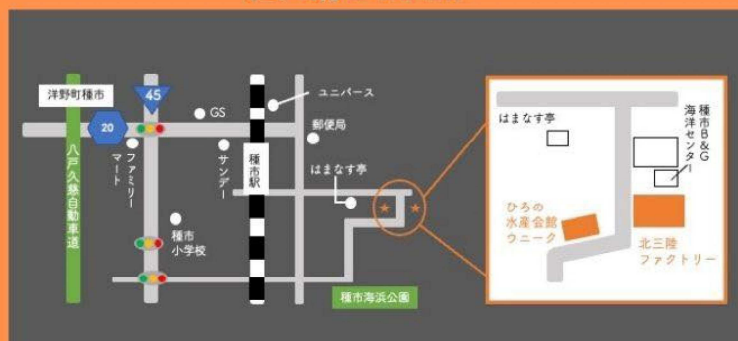 ユニバース
洋野町種市
45
GS
20
郵便局
ファミリー
マート
サンデー
種市駅
はまなす亭
八戸久慈自動車道
種市
小学校
種市海浜公園
はまなす亭
種市B&G
海洋センター
ひろの
水産会館
ウニーク
北三陸
ファクトリー